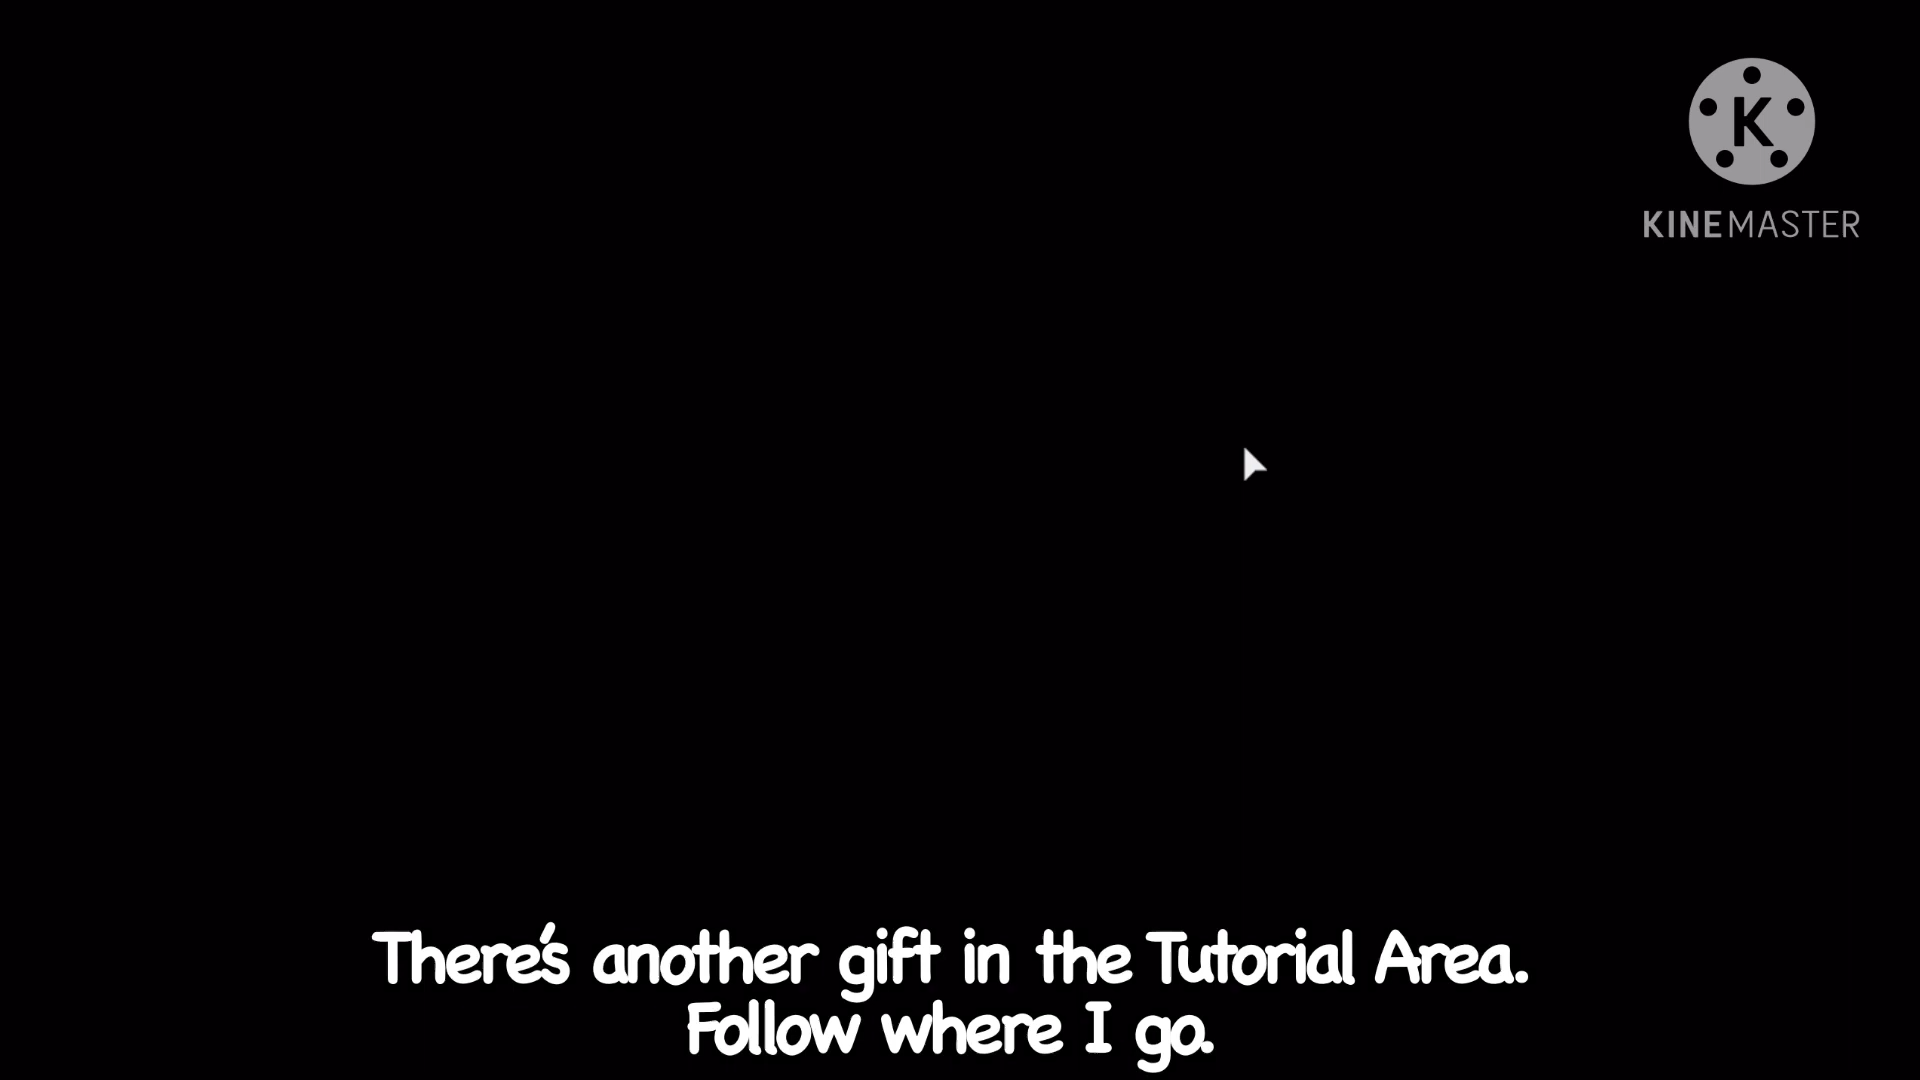 K
KINEMASTER
There's another gift in the Tutorial Area.
Follow where I go.